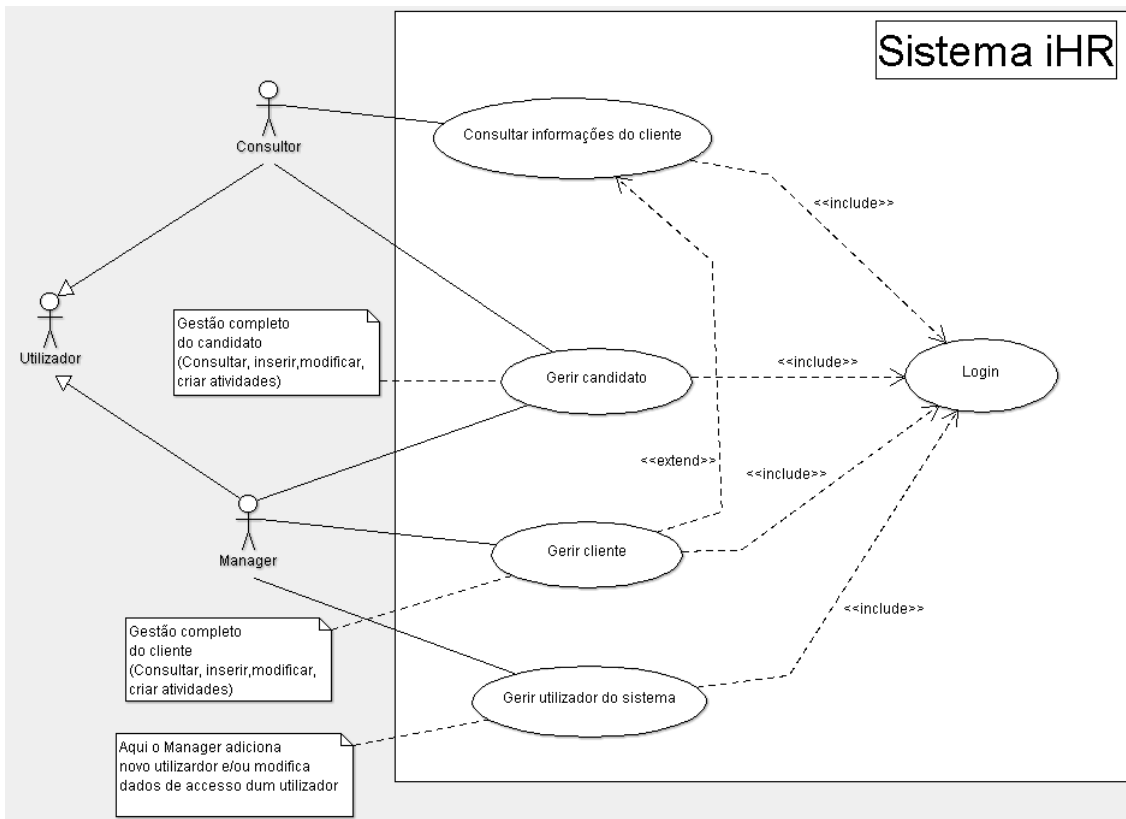 Sistema iHR
Consultar informações do cliente
Consultor
<<include>>
Utilizador
Gestão completo
do candidato
(Consultar, inserir,modificar,
criar atividades)
Gerir candidato
<<include>>
Login
<<extend>>
<<include>>
Manager
Gerir cliente
<<include>>
Gestão completo
do cliente
(Consultar, inserir,modificar,
criar atividades)
Gerir utilizador do sistema
Aqui o Manager adiciona
novo utilizardor e/ou modifica
dados de accesso dum utilizador